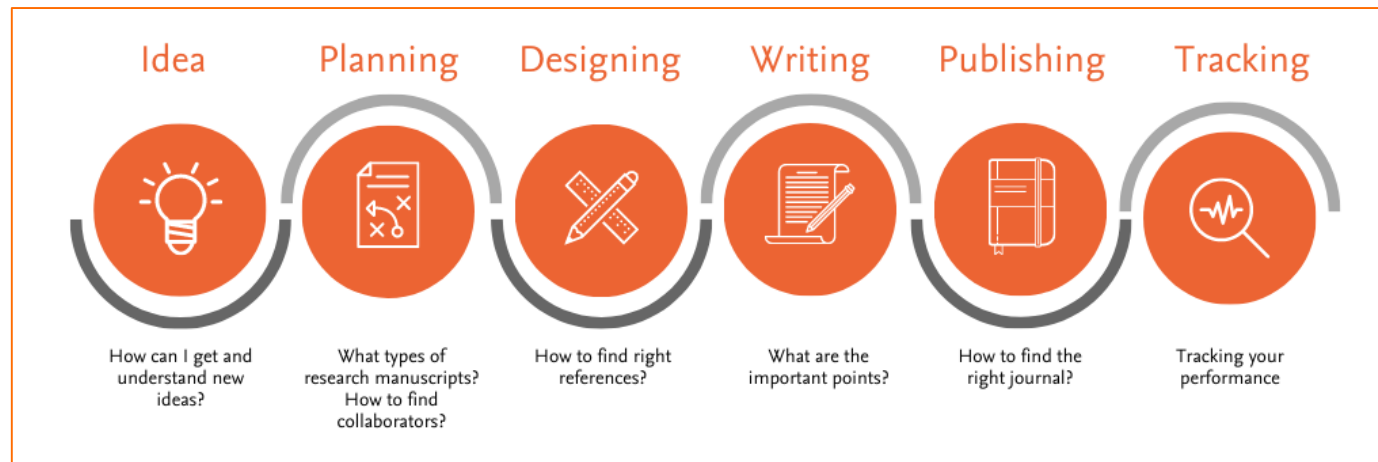 Idea
Planning
Designing
Writing
Publishing
Tracking
How can I get and
understand new
ideas?
What types of
research manuscripts?
How to find
collaborators?
How to find right
references?
What are the
important points?
How to find the
right journal?
Tracking your
performance